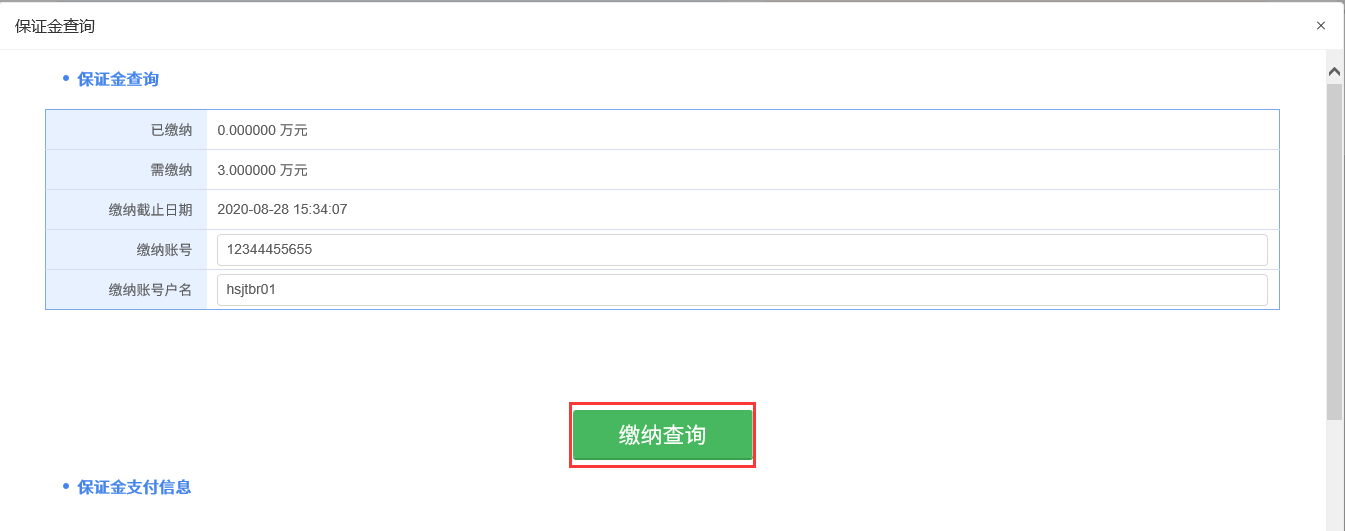 保证金查询
×
保证金查询
已缴纳 0.000000 万元
需缴纳 3.000000 万元
缴纳截止日期 2020-08-28 15:34:07
缴纳账号 12344455655
缴纳账号户名 hsjtbr01
缴纳查询
保证金支付信息